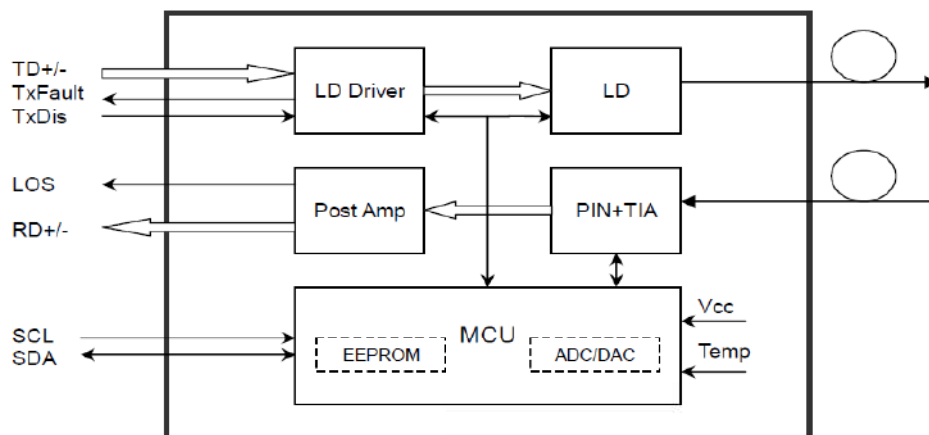 TD+/-
TxFault
TxDis
LD Driver
LD
LOS
RD+/-
Post Amp
PIN+TIA
SCL
SDA
MCU
EEPROM
ADC/DAC
Vcc
Temp